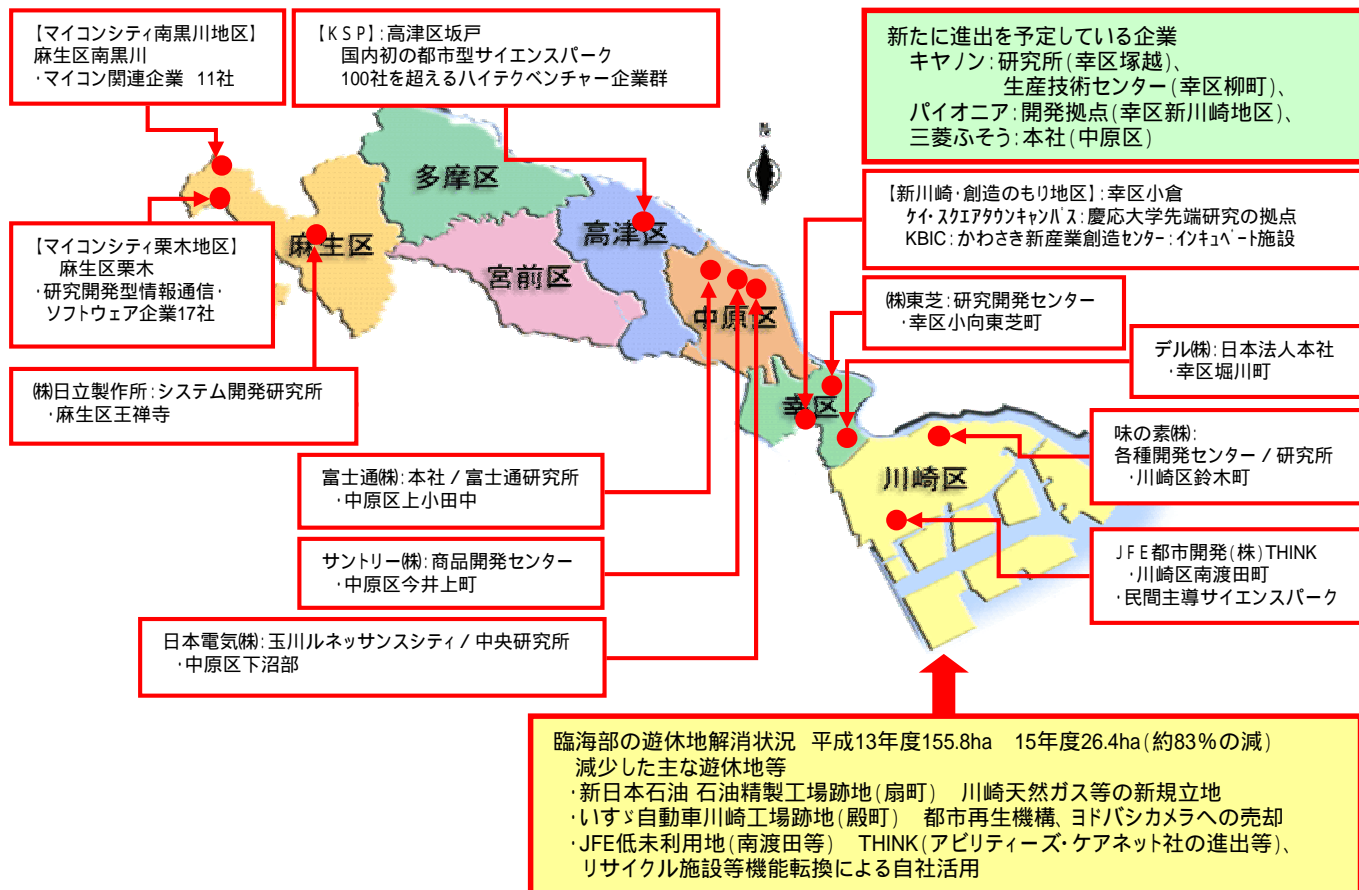 【マイコンシティ南黒川地区】
麻生区南黒川
・マイコン関連企業 11社
【KSP】：高津区坂戸
国内初の都市型サイエンスパーク
100社を超えるハイテクベンチャー企業群
新たに進出を予定している企業
キヤノン：研究所(幸区塚越)、
生産技術センター(幸区柳町)、
パイオニア：開発拠点(幸区新川崎地区)、
三菱ふそう：本社(中原区)
N
多摩区
麻生区
高津区
宮前区
中原区
幸区
川崎区
【新川崎・創造のもり地区】：幸区小倉
ケイ・スクエアタウンキャンパス：慶応大学先端研究の拠点
KBIC：かわさき新産業創造センター：インキュベート施設
【マイコンシティ栗木地区】
麻生区栗木
・研究開発型情報通信・
ソフトウェア企業17社
㈱東芝：研究開発センター
・幸区小向東芝町
デル㈱：日本法人本社
・幸区堀川町
㈱日立製作所：システム開発研究所
・麻生区王禅寺
味の素㈱：
各種開発センター / 研究所
・川崎区鈴木町
富士通㈱：本社 / 富士通研究所
・中原区上小田中
サントリー㈱：商品開発センター
・中原区今井上町
JFE都市開発(株)THINK
・川崎区南渡田町
・民間主導サイエンスパーク
日本電気㈱：玉川ルネッサンスシティ / 中央研究所
・中原区下沼部
臨海部の遊休地解消状況 平成13年度155.8ha 15年度26.4ha(約83%の減)
減少した主な遊休地等
・新日本石油 石油精製工場跡地(扇町) 川崎天然ガス等の新規立地
・いすゞ自動車川崎工場跡地(殿町) 都市再生機構、ヨドバシカメラへの売却
・JFE低未利用地(南渡田等) THINK(アビリティーズ・ケアネット社の進出等)、
リサイクル施設等機能転換による自社活用